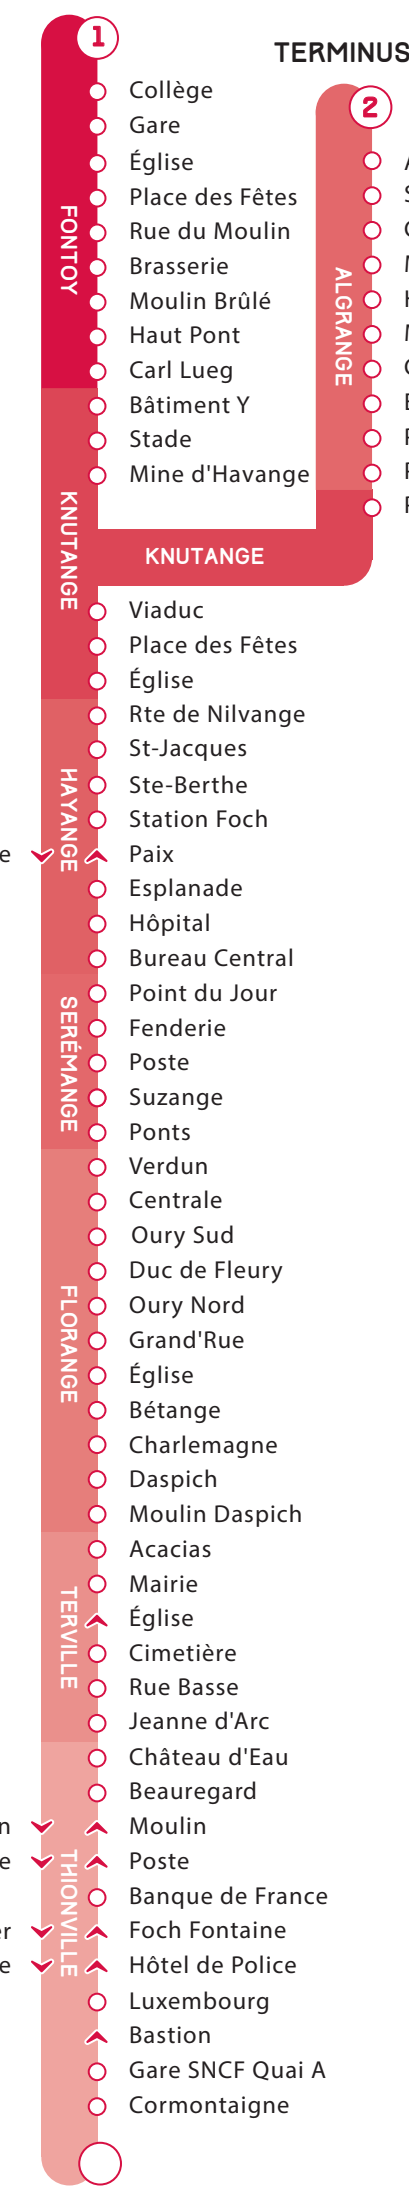 1
TERMINUS
2
Collège
Gare
Église
Place des Fêtes
Rue du Moulin
Brasserie
Moulin Brûlé
Haut Pont
Carl Lueg
FONTOY
ALGRANGE
Bâtiment Y
Stade
Mine d'Havange
KNUTANGE
KNUTANGE
Viaduc
Place des Fêtes
Église
Rte de Nilvange
St-Jacques
Ste-Berthe
Station Foch
Paix
Esplanade
Hôpital
Bureau Central
HAYANGE
Point du Jour
Fenderie
Poste
Suzange
Ponts
SERÉMANGE
Verdun
Centrale
Oury Sud
Duc de Fleury
Oury Nord
Grand'Rue
Église
Bétange
Charlemagne
Daspich
Moulin Daspich
FLORANGE
Acacias
Mairie
Église
Cimetière
Rue Basse
Jeanne d'Arc
TERVILLE
Château d'Eau
Beauregard
Moulin
Poste
Banque de France
Foch Fontaine
Hôtel de Police
Luxembourg
Bastion
Gare SNCF Quai A
Cormontaigne
THIONVILLE